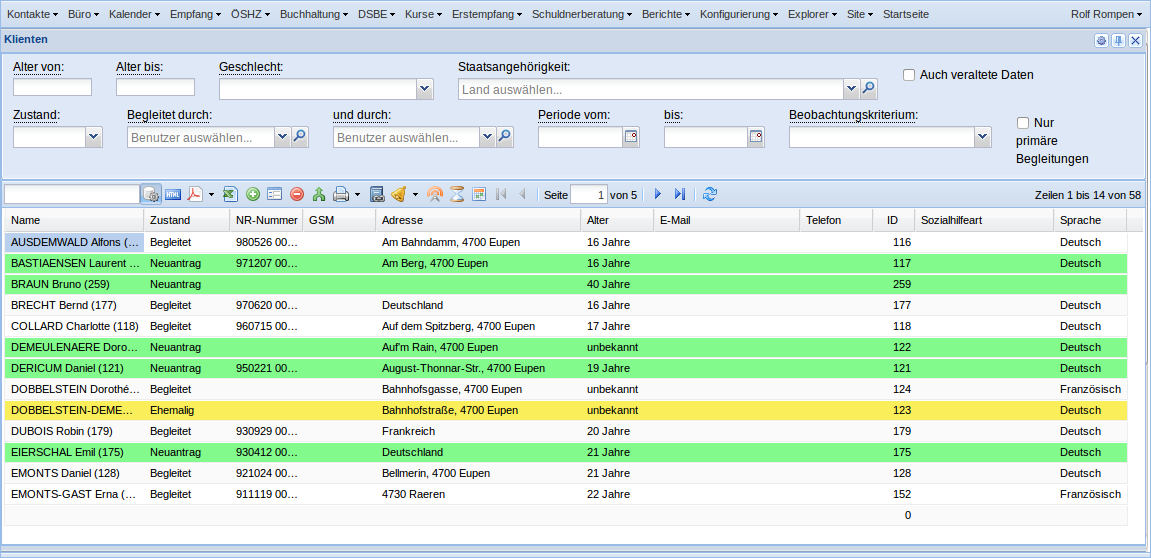 Kontakte Büro Kalender Empfang ÖSHZ Buchhaltung DSBE Kurse Erstempfang Schuldnerberatung Berichte Konfigurierung Explorer Site Startseite Rolf Rompen
Klienten
Alter von: Alter bis: Geschlecht: Staatsangehörigkeit:
Land auswählen... Auch veraltete Daten
Zustand: Begleitet durch: und durch: Periode vom: bis: Beobachtungskriterium:
Benutzer auswählen... Benutzer auswählen... Nur
primäre
Begleitungen
HTML Seite 1 von 5 Zeilen 1 bis 14 von 58
Name Zustand NR-Nummer GSM Adresse Alter E-Mail Telefon ID Sozialhilfeart Sprache
AUSDEMWALD Alfons (... Begleitet 980526 00... Am Bahndamm, 4700 Eupen 16 Jahre 116 Deutsch
BASTIAENSEN Laurent ... Neuantrag 971207 00... Am Berg, 4700 Eupen 16 Jahre 117 Deutsch
BRAUN Bruno (259) Neuantrag 40 Jahre 259
BRECHT Bernd (177) Begleitet 970620 00... Deutschland 16 Jahre 177 Deutsch
COLLARD Charlotte (118) Begleitet 960715 00... Auf dem Spitzberg, 4700 Eupen 17 Jahre 118 Deutsch
DEMEULENAERE Doro... Neuantrag Auf'm Rain, 4700 Eupen unbekannt 122 Deutsch
DERICUM Daniel (121) Neuantrag 950221 00... August-Thonnar-Str., 4700 Eupen 19 Jahre 121 Deutsch
DOBBELSTEIN Dorothé... Begleitet Bahnhofsgasse, 4700 Eupen unbekannt 124 Französisch
DOBBELSTEIN-DEME... Ehemalig Bahnhofstraße, 4700 Eupen unbekannt 123 Deutsch
DUBOIS Robin (179) Begleitet 930929 00... Frankreich 20 Jahre 179 Deutsch
EIERSCHAL Emil (175) Neuantrag 930412 00... Deutschland 21 Jahre 175 Deutsch
EMONTS Daniel (128) Begleitet 921024 00... Bellmerin, 4700 Eupen 21 Jahre 128 Deutsch
EMONTS-GAST Erna (... Begleitet 911119 00... 4730 Raeren 22 Jahre 152 Französisch
0